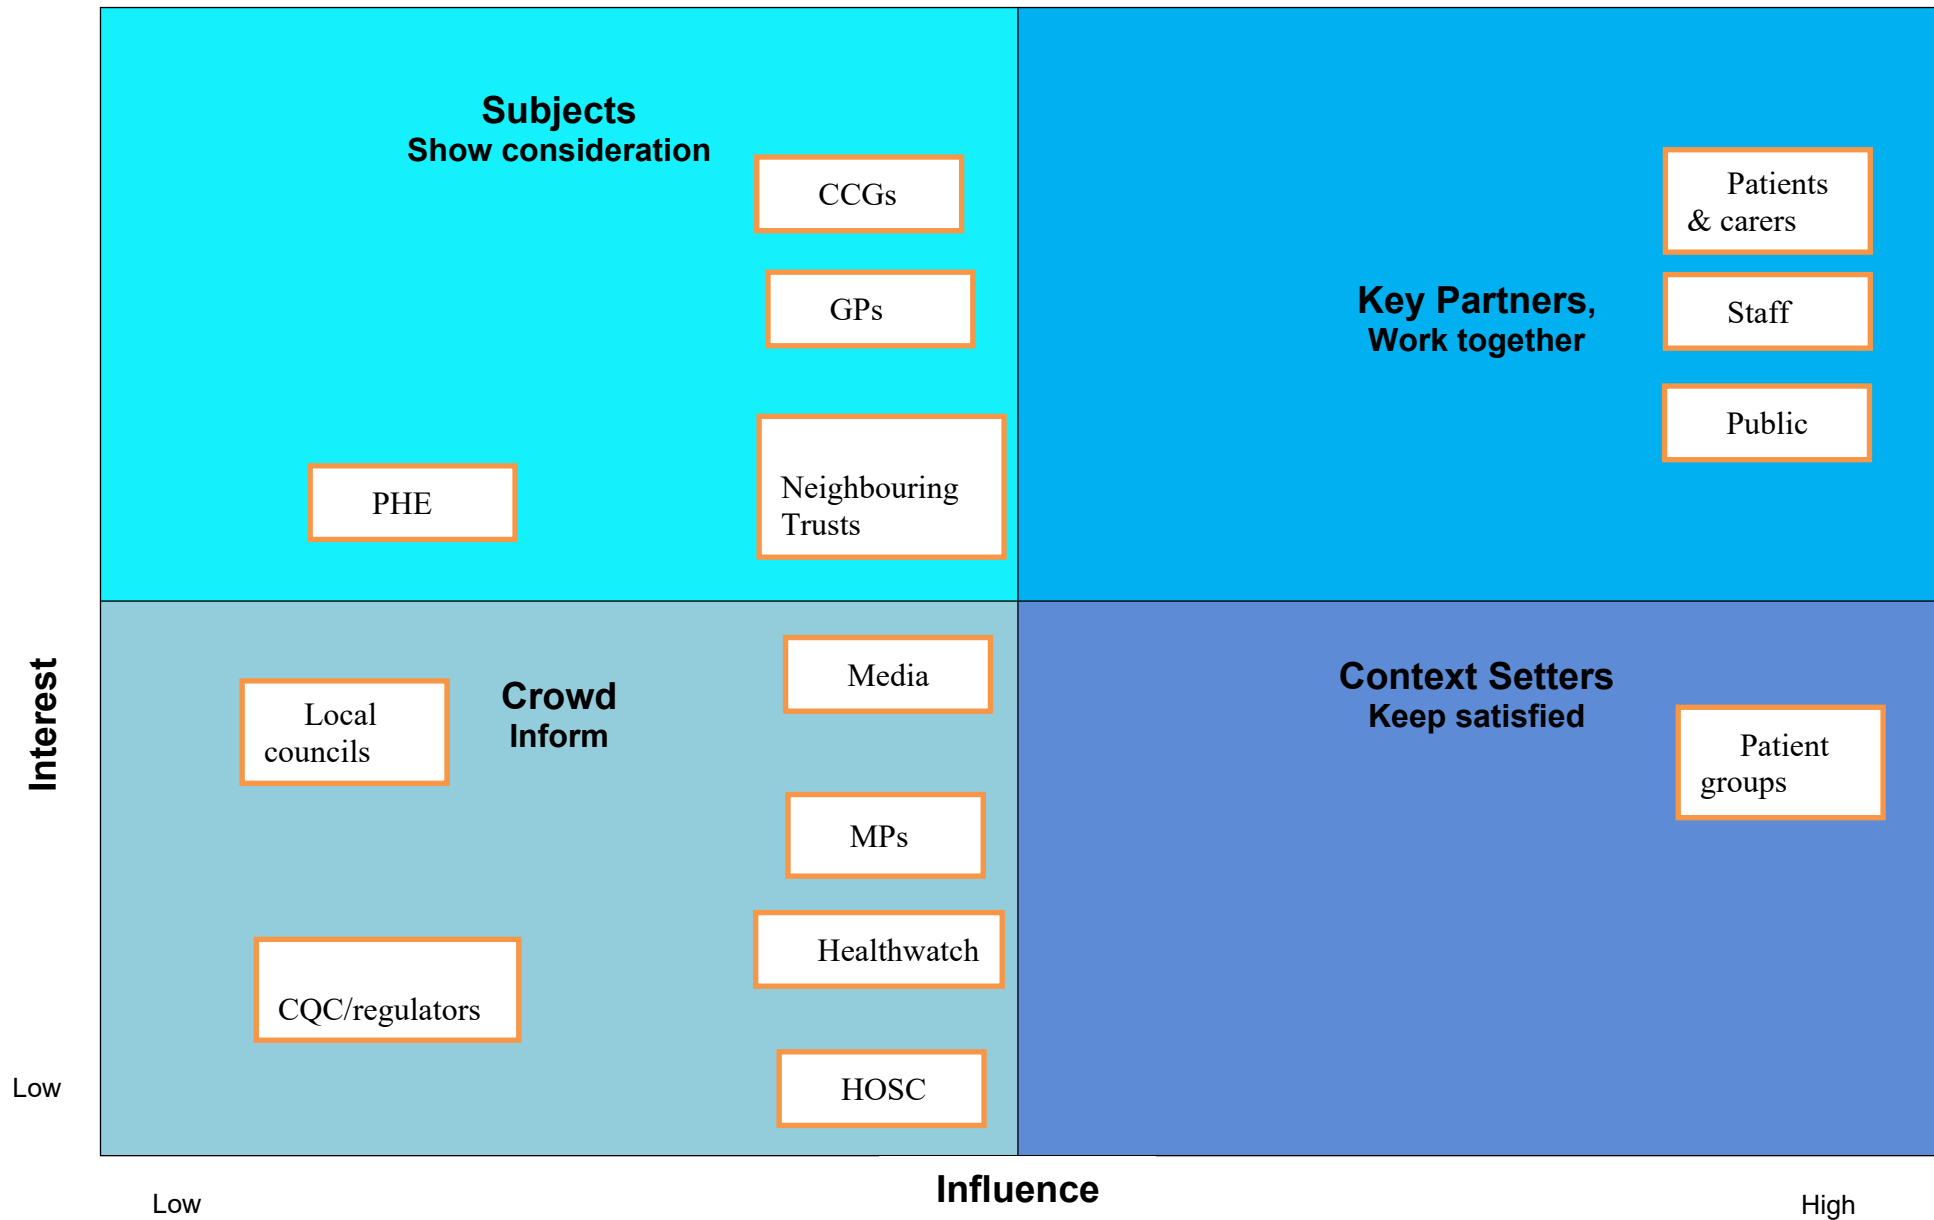 Subjects
Show consideration
CCGs
GPs
Neighbouring
Trusts
PHE
Key Partners,
Work together
Patients
& carers
Staff
Public
Interest
Crowd
Inform
Local
councils
Media
MPs
Healthwatch
CQC/regulators
HOSC
Context Setters
Keep satisfied
Patient
groups
Low
Low
Influence
High